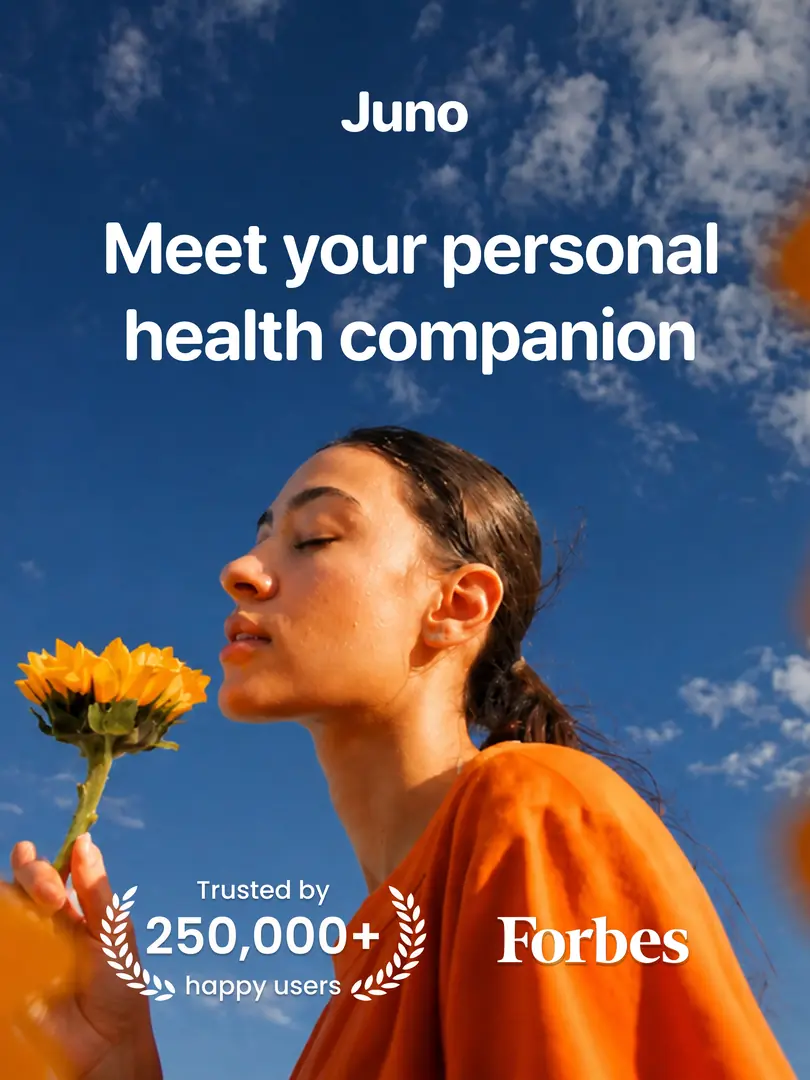 Juno
Meet your personal
health companion
Trusted by
250,000+
happy users
Forbes